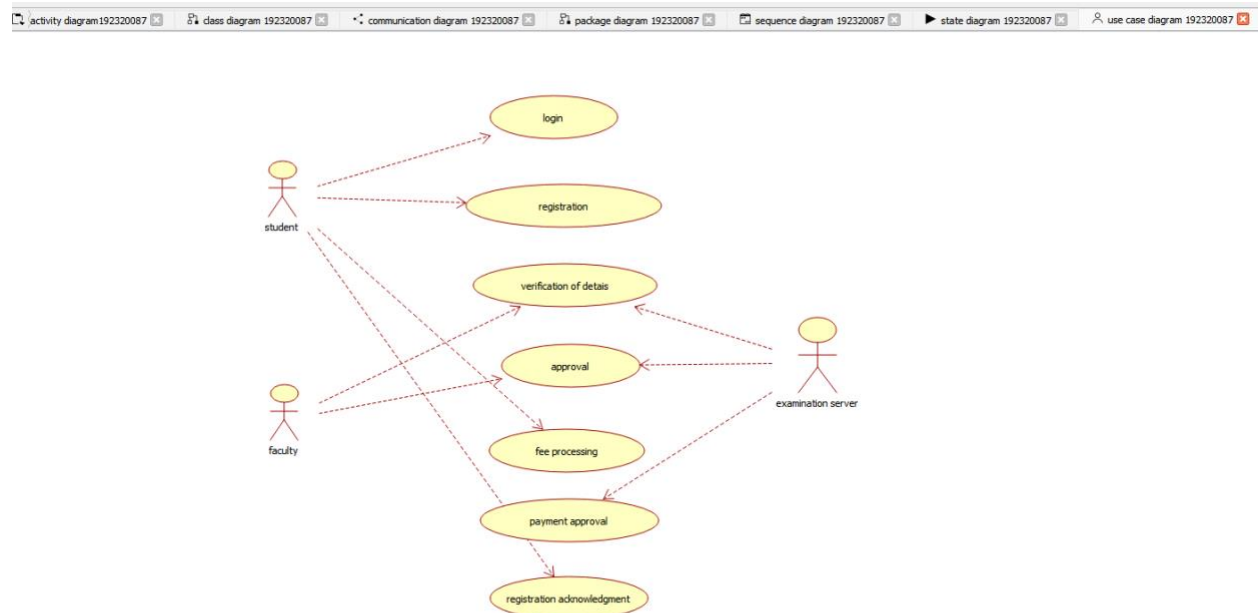 activity diagram192320087 class diagram 192320087 communication diagram 192320087 package diagram 192320087 sequence diagram 192320087 state diagram 192320087 use case diagram 192320087
login
registration
student
verification of detais
approval
examination server
faculty
fee processing
payment approval
registration adnowledgment